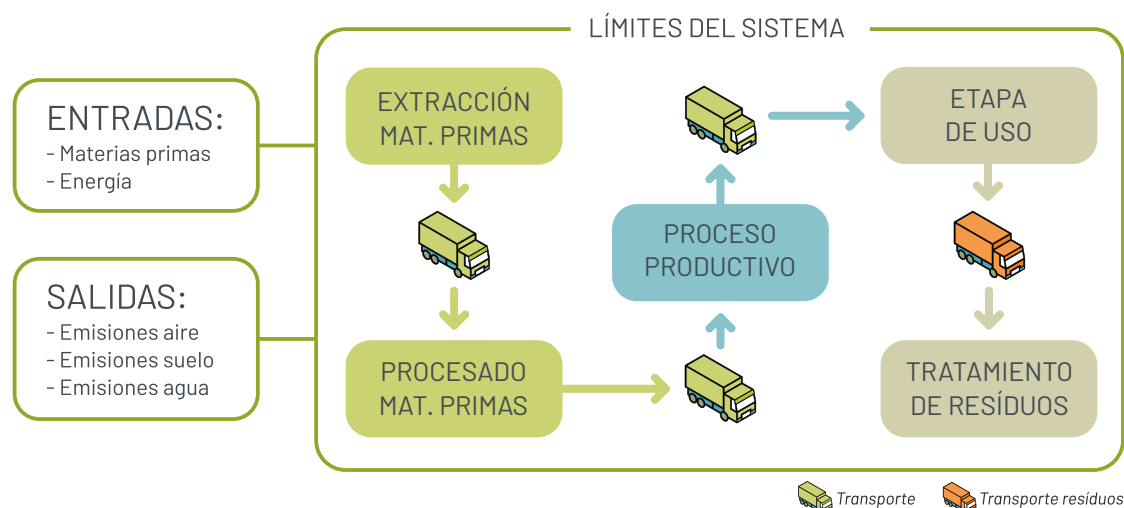 LÍMITES DEL SISTEMA
ENTRADAS:
- Materias primas
- Energía
SALIDAS:
- Emisiones aire
- Emisiones suelo
- Emisiones agua
EXTRACCIÓN
MAT. PRIMAS
PROCESADO
MAT. PRIMAS
PROCESO
PRODUCTIVO
ETAPA
DE USO
TRATAMIENTO
DE RESÍDUOS
Transporte
Transporte resíduos